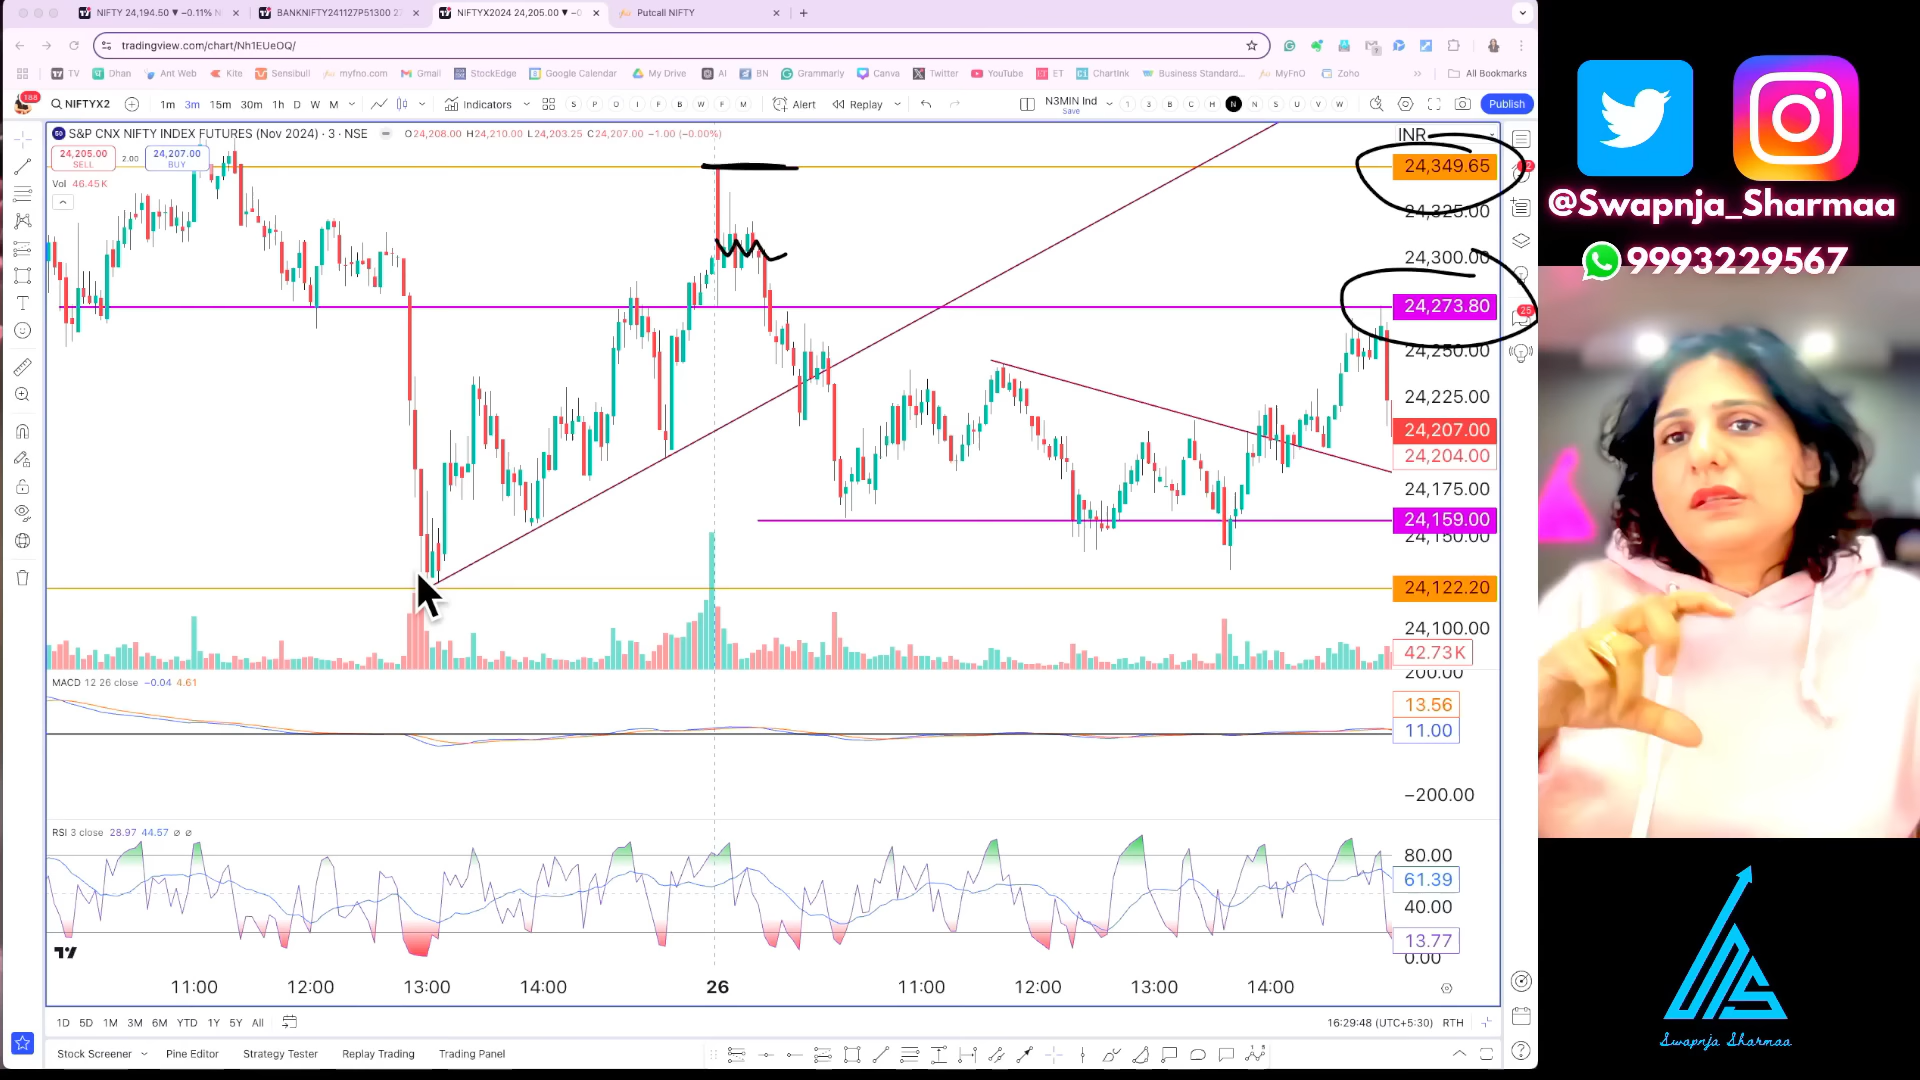 NIFTY 24,194.50 ▼ −0.11% N
BANKNIFTY241127P51300 27
NIFTYX2024 24,205.00 ▼ −0
Putcall NIFTY
tradingview.com/chart/Nh1EUeOQ/
TV Dhan Ant Web Kite Sensibull myfno.com Gmail StockEdge Google Calendar My Drive AI BN Grammarly Canva Twitter YouTube ET ChartInk Business Standard... MyFnO Zoho » All Bookmarks
188 NIFTYX2 1m 3m 15m 30m 1h D W M Indicators S P O I F B W F M Alert Replay N3MIN Ind 1 3 B C H N N S U V W Publish
Save
S&P CNX NIFTY INDEX FUTURES (Nov 2024) · 3 · NSE O24,208.00 H24,210.00 L24,203.25 C24,207.00 −1.00 (−0.00%) INR
24,205.00 2.00 24,207.00
SELL BUY
Vol 46.45K
24,349.65
24,325.00
24,300.00
24,273.80
25
24,250.00
24,225.00
24,207.00
24,204.00
24,175.00
24,159.00
24,150.00
24,122.20
24,100.00
42.73K
200.00
MACD 12 26 close −0.04 4.61
13.56
11.00
−200.00
RSI 3 close 28.97 44.57 ∅ ∅
80.00
61.39
40.00
13.77
0.00
11:00 12:00 13:00 14:00 26 11:00 12:00 13:00 14:00
1D 5D 1M 3M 6M YTD 1Y 5Y All 16:29:48 (UTC+5:30) RTH
Stock Screener Pine Editor Strategy Tester Replay Trading Trading Panel
@Swapnja_Sharmaa
9993229567
Swapnja Sharmaa